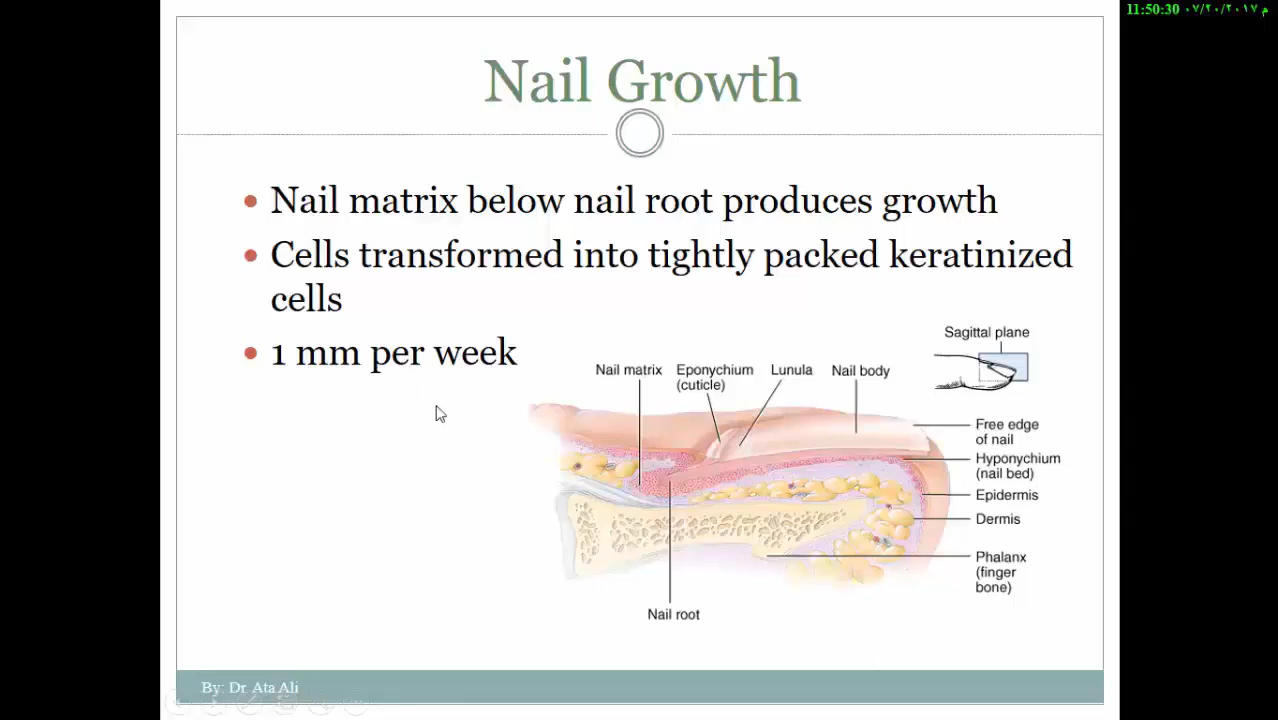 11:50:30 م ٠٧/٢٠/٢٠١٧
Nail Growth
• Nail matrix below nail root produces growth
• Cells transformed into tightly packed keratinized
cells
• 1 mm per week
Sagittal plane
Nail matrix
Eponychium
(cuticle)
Lunula
Nail body
Free edge
of nail
Hyponychium
(nail bed)
Epidermis
Dermis
Phalanx
(finger
bone)
Nail root
By: Dr. Ata Ali